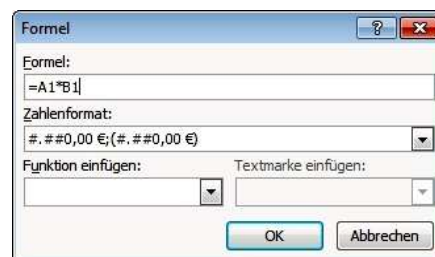 Formel
Formel:
=A1*B1
Zahlenformat:
#.##0,00 €;(#.##0,00 €)
Funktion einfügen: Textmarke einfügen:
OK Abbrechen